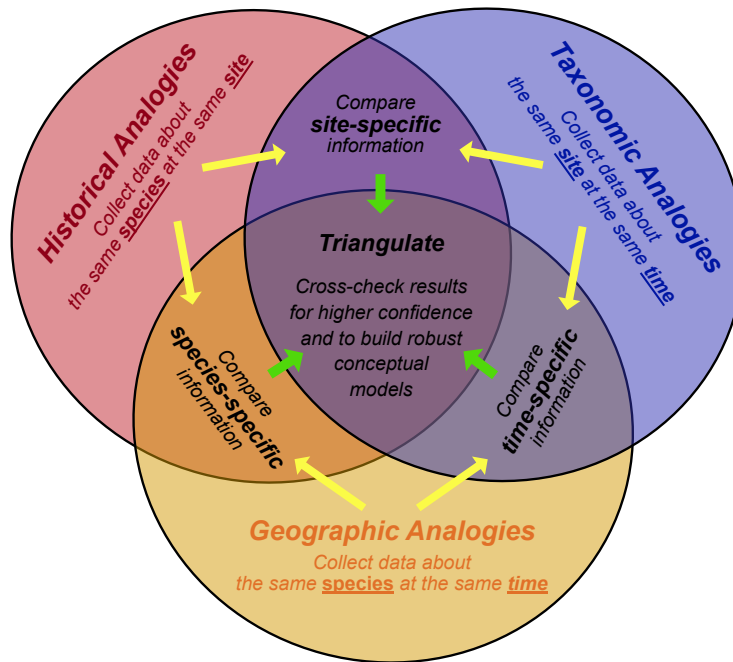 Historical Analogies
Collect data about
the same species at the same site
Taxonomic Analogies
Collect data about
the same site at the same time
Compare
site-specific
information
Triangulate
Cross-check results
for higher confidence
and to build robust
conceptual
models
Compare
species-specific
information
Compare
time-specific
information
Geographic Analogies
Collect data about
the same species at the same time